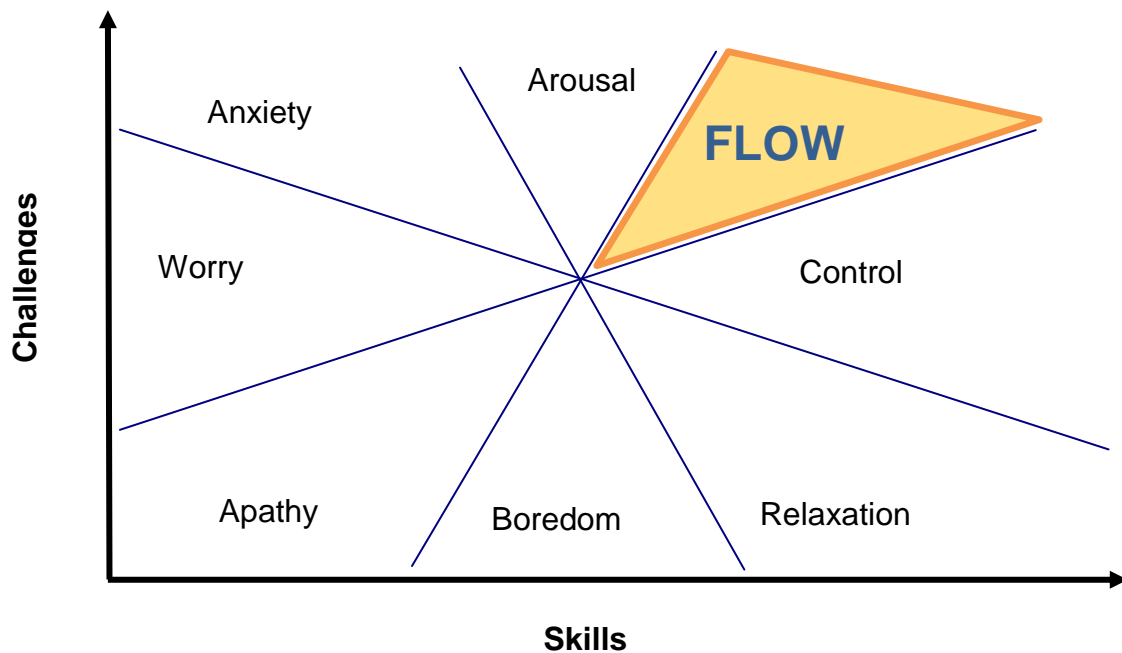 Arousal
Anxiety
FLOW
Challenges
Worry
Control
Apathy
Boredom
Relaxation
Skills